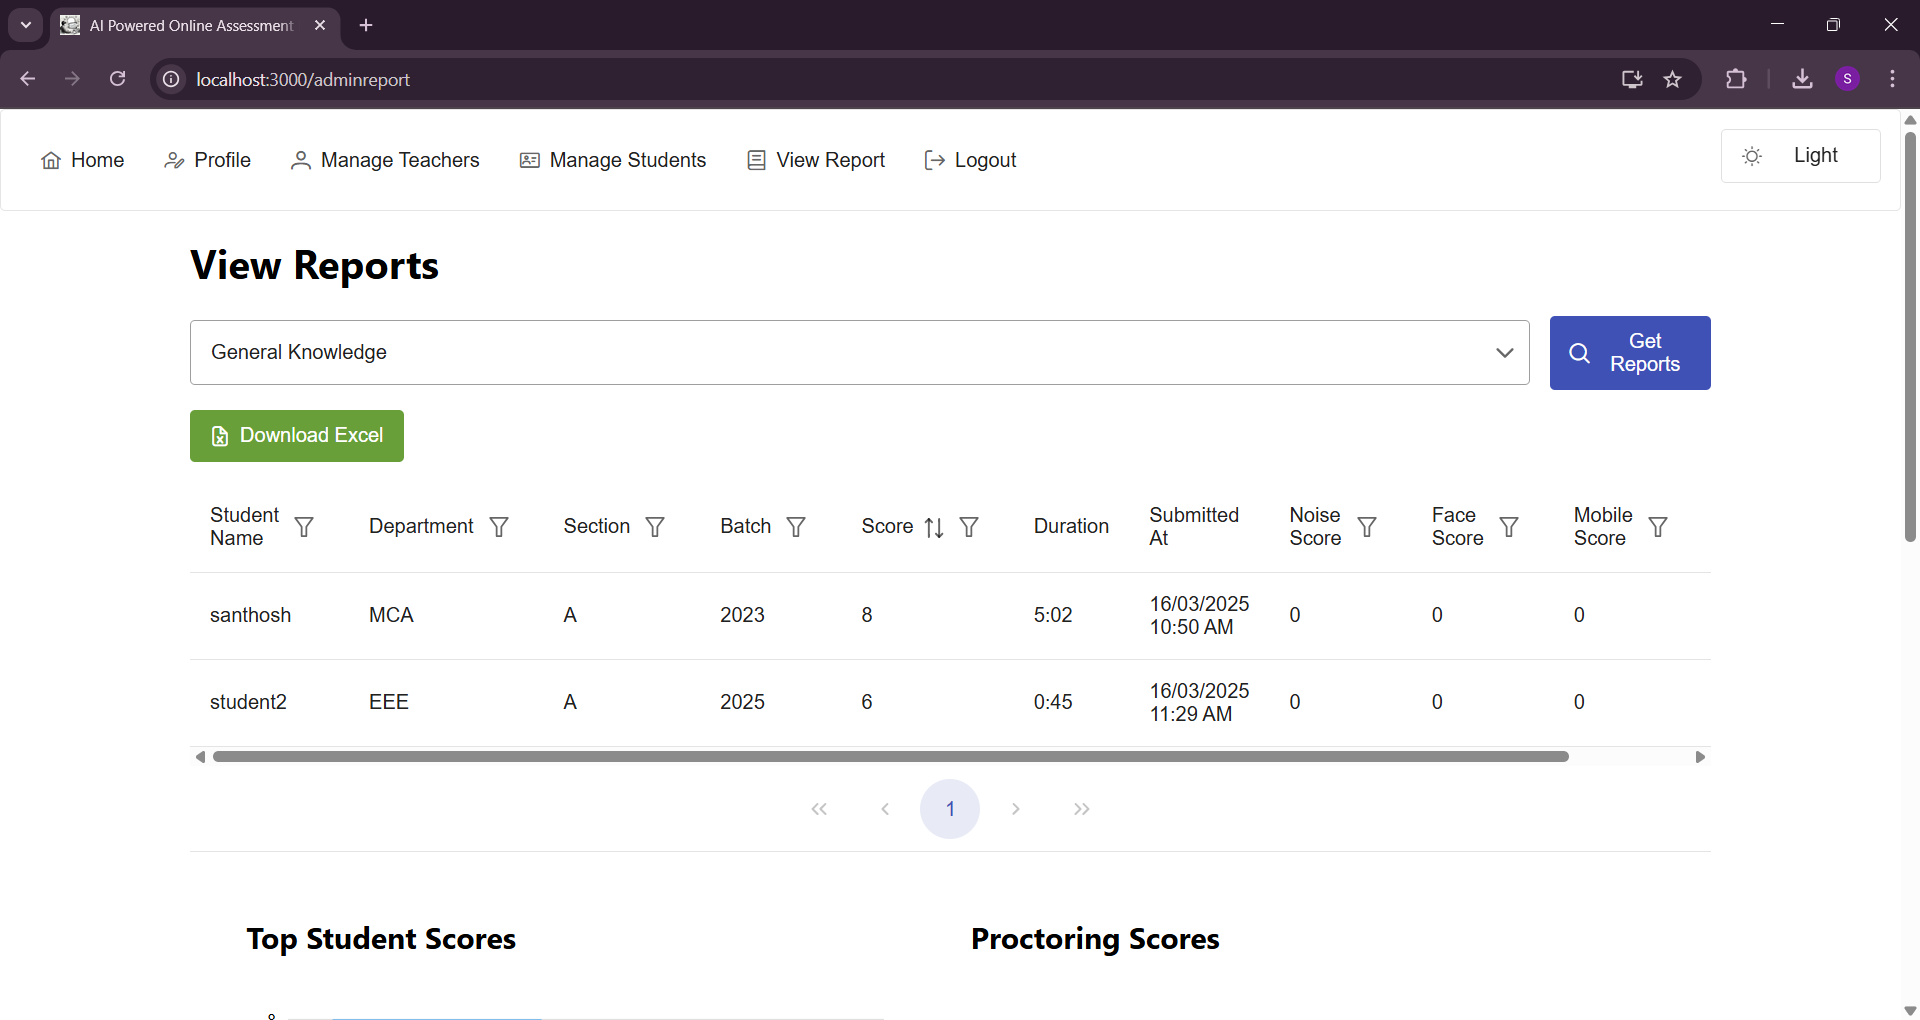 AI Powered Online Assessment
localhost:3000/adminreport
S
Home Profile Manage Teachers Manage Students View Report Logout
Light
View Reports
General Knowledge
Get
Reports
Download Excel
Student
Name
Department
Section
Batch
Score
Duration
Submitted
At
Noise
Score
Face
Score
Mobile
Score
santhosh MCA A 2023 8 5:02 16/03/2025
10:50 AM
0 0 0
student2 EEE A 2025 6 0:45 16/03/2025
11:29 AM
0 0 0
1
Top Student Scores
Proctoring Scores